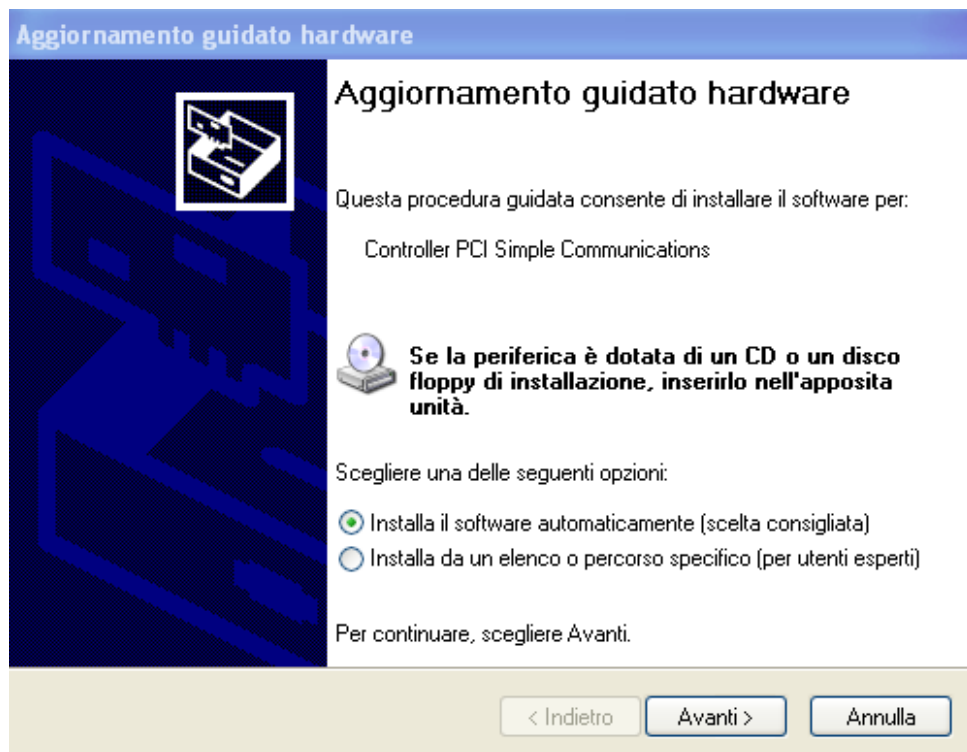 Aggiornamento guidato hardware
Aggiornamento guidato hardware
Questa procedura guidata consente di installare il software per:
Controller PCI Simple Communications
Se la periferica è dotata di un CD o un disco
floppy di installazione, inserirlo nell'apposita
unità.
Scegliere una delle seguenti opzioni:
Installa il software automaticamente (scelta consigliata)
Installa da un elenco o percorso specifico (per utenti esperti)
Per continuare, scegliere Avanti.
< Indietro Avanti > Annulla